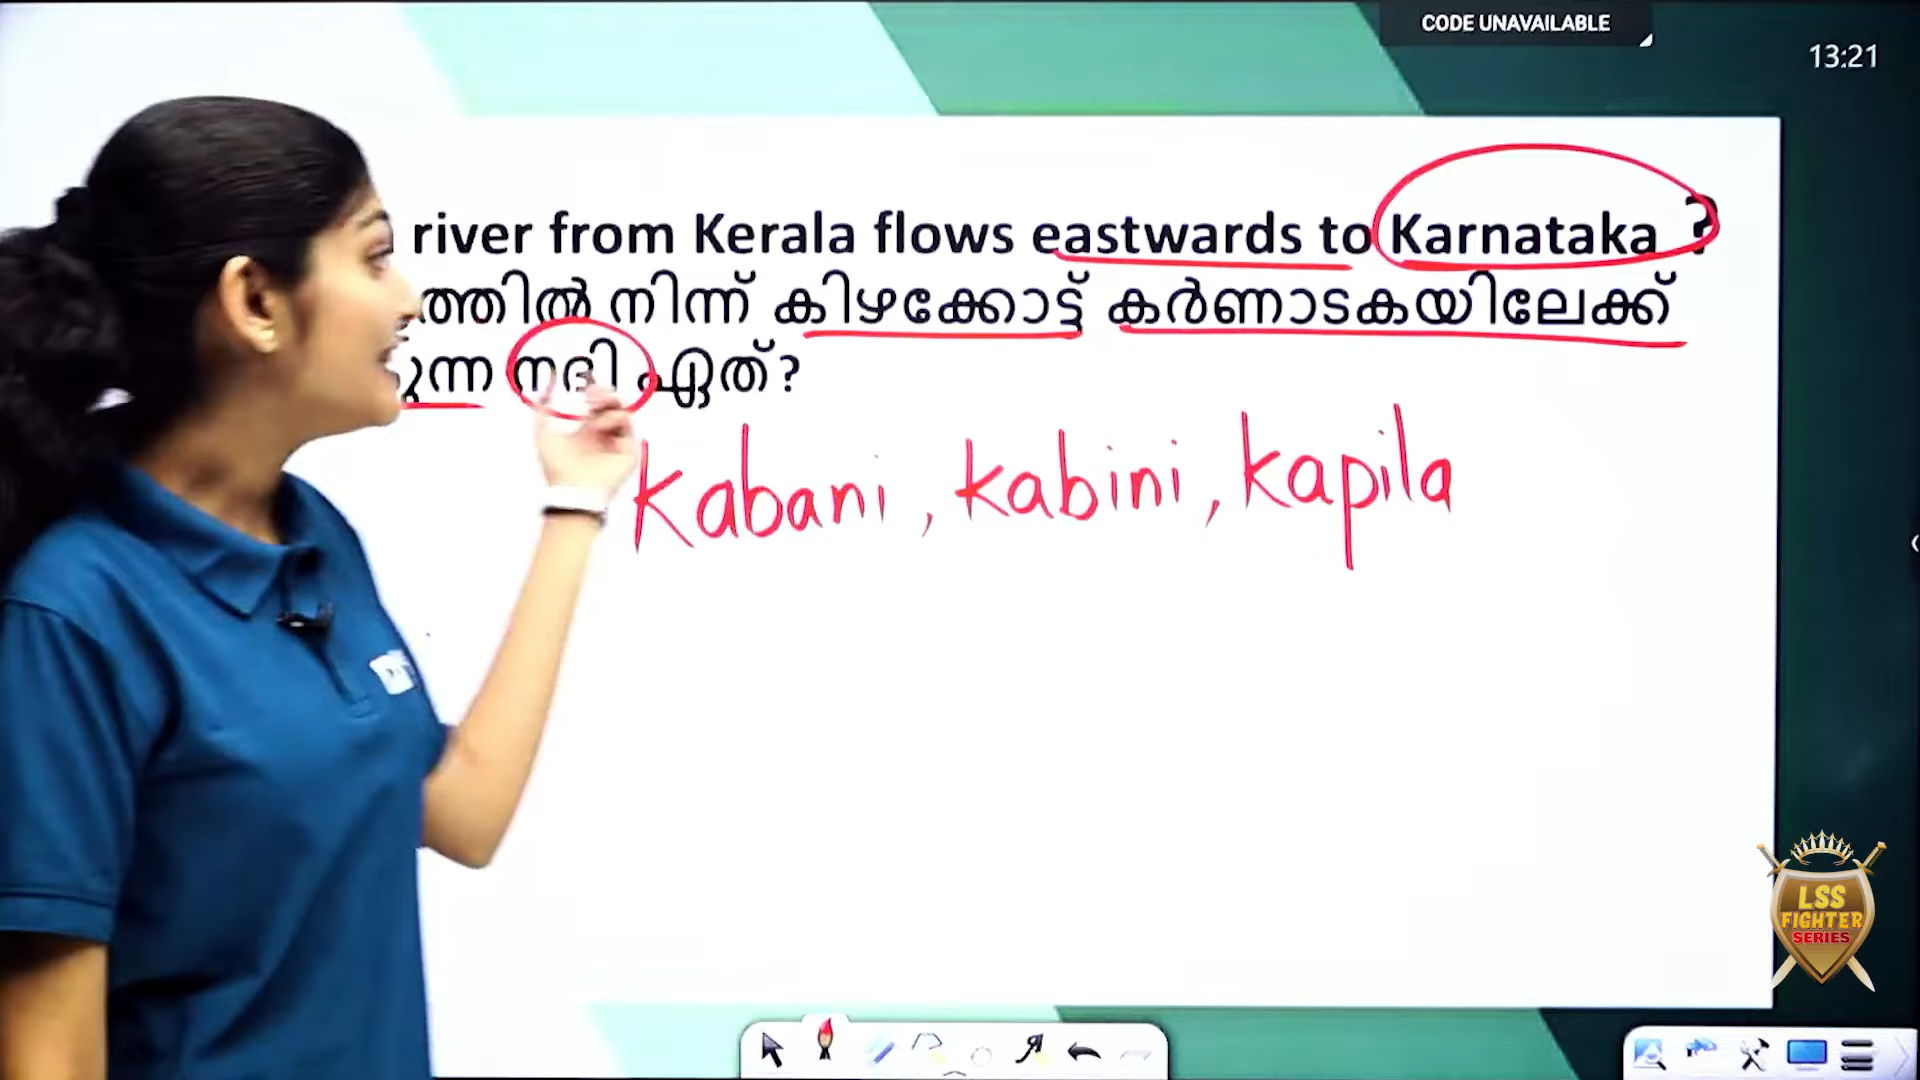 CODE UNAVAILABLE
13:21
river from Kerala flows eastwards to Karnataka ?
നിന്ന് കിഴക്കോട്ട് കർണാടകയിലേക്ക്
നദി ഏത്?
kabani, kabini, kapila
LSS
FIGHTER
SERIES